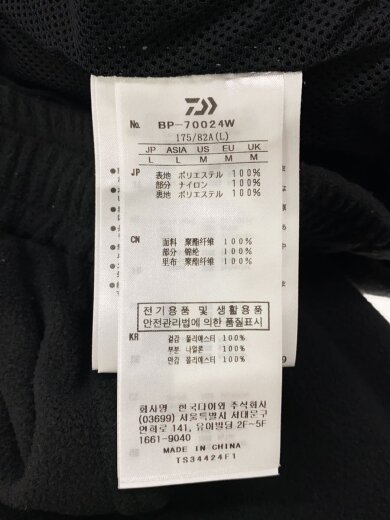 No. BP-70024W
175/82A(L)
JP ASIA US EU UK
L L M M M
JP 表地 ポリエステル 100%
部分 ナイロン 100%
裏地 ポリエステル 100%
CN 面料 聚酯纤维 100%
部分 锦纶 100%
里布 聚酯纤维 100%
전기용품 및 생활용품
안전관리법에 의한 품질표시
KR 겉감 폴리에스터 100%
부분 나일론 100%
안감 폴리에스터 100%
회사명 한국다이와 주식회사
(03699) 서울특별시 서대문구
연희로 141, 유아빌딩 2F~5F
1661-9040
MADE IN CHINA
TS34424F1